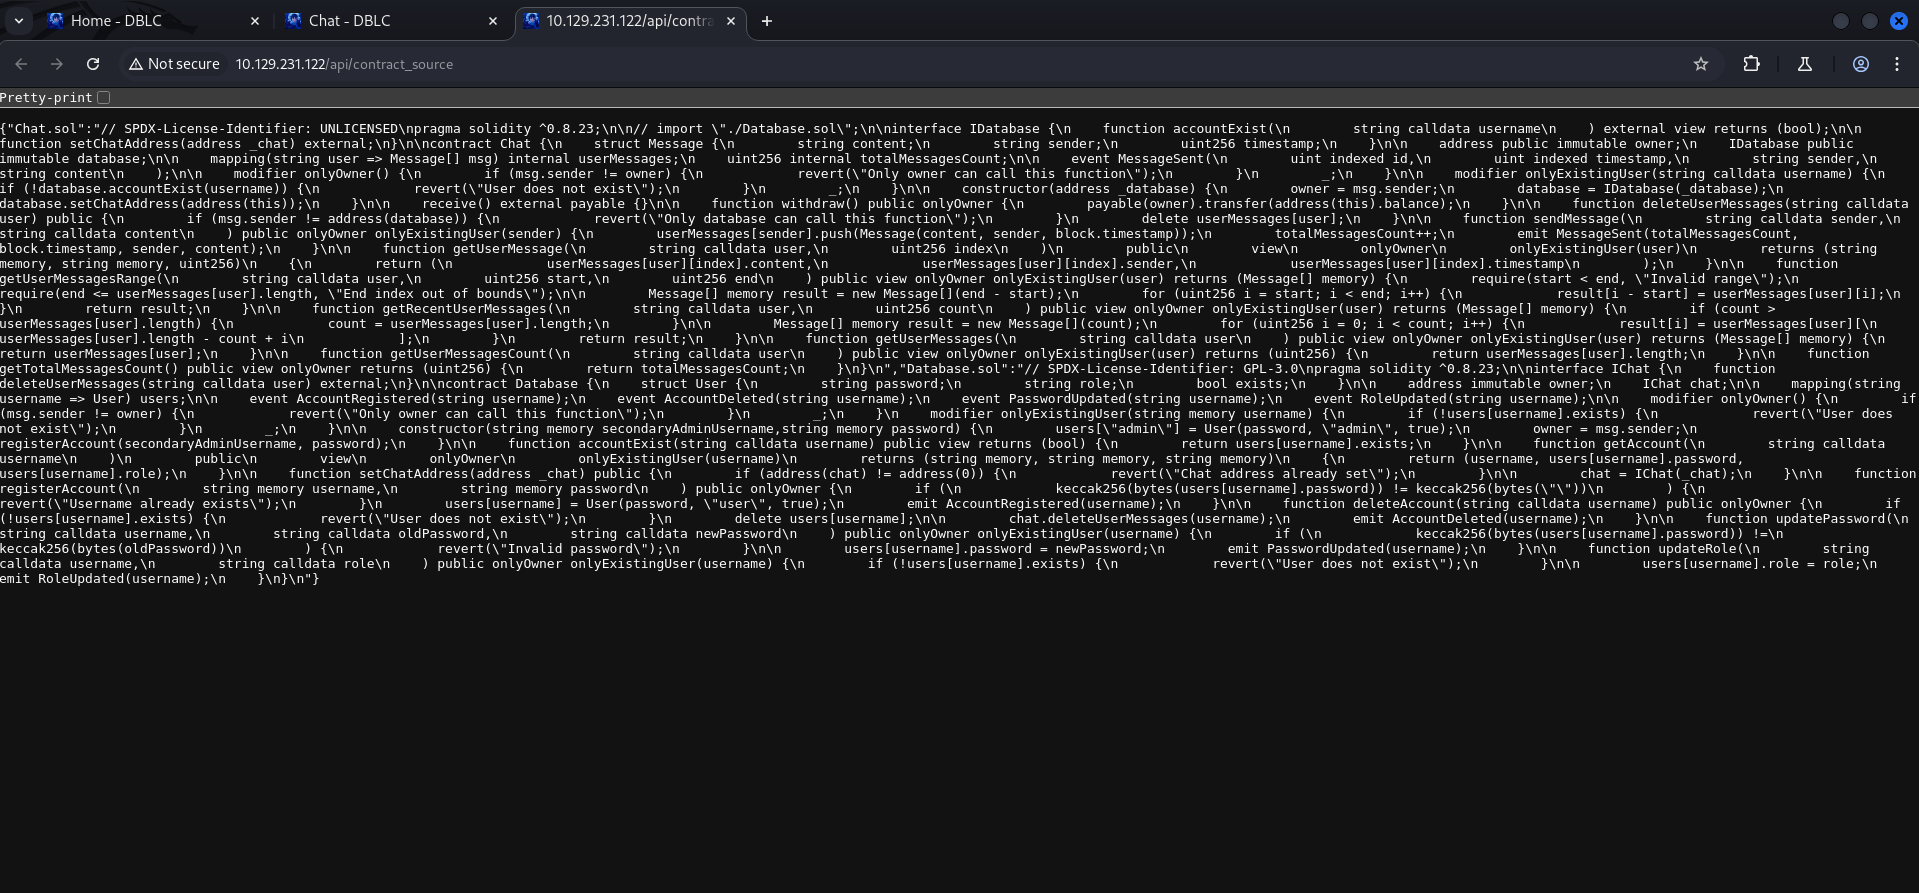 Home - DBLC
Chat - DBLC
10.129.231.122/api/contra
Not secure
10.129.231.122/api/contract_source
Pretty-print
{"Chat.sol":"// SPDX-License-Identifier: UNLICENSED\npragma solidity ^0.8.23;\n\n// import \"./Database.sol\";\n\ninterface IDatabase {\n    function accountExist(\n        string calldata username\n    ) external view returns (bool);\n\n
function setChatAddress(address _chat) external;\n}\n\ncontract Chat {\n    struct Message {\n        string content;\n        string sender;\n        uint256 timestamp;\n    }\n\n    address public immutable owner;\n    IDatabase public
immutable database;\n\n    mapping(string user => Message[] msg) internal userMessages;\n    uint256 internal totalMessagesCount;\n\n    event MessageSent(\n        uint indexed id,\n        uint indexed timestamp,\n        string sender,\n
string content\n    );\n\n    modifier onlyOwner() {\n        if (msg.sender != owner) {\n            revert(\"Only owner can call this function\");\n        }\n        _;\n    }\n\n    modifier onlyExistingUser(string calldata username) {\n
if (!database.accountExist(username)) {\n            revert(\"User does not exist\");\n        }\n        _;\n    }\n\n    constructor(address _database) {\n        owner = msg.sender;\n        database = IDatabase(_database);\n
database.setChatAddress(address(this));\n    }\n\n    receive() external payable {}\n\n    function withdraw() public onlyOwner {\n        payable(owner).transfer(address(this).balance);\n    }\n\n    function deleteUserMessages(string calldata
user) public {\n        if (msg.sender != address(database)) {\n            revert(\"Only database can call this function\");\n        }\n        delete userMessages[user];\n    }\n\n    function sendMessage(\n        string calldata sender,\n
string calldata content\n    ) public onlyOwner onlyExistingUser(sender) {\n        userMessages[sender].push(Message(content, sender, block.timestamp));\n        totalMessagesCount++;\n        emit MessageSent(totalMessagesCount,
block.timestamp, sender, content);\n    }\n\n    function getUserMessage(\n        string calldata user,\n        uint256 index\n    )\n        public\n        view\n        onlyOwner\n        onlyExistingUser(user)\n        returns (string
memory, string memory, uint256)\n    {\n        return (\n            userMessages[user][index].content,\n            userMessages[user][index].sender,\n            userMessages[user][index].timestamp\n        );\n    }\n\n    function
getUserMessagesRange(\n        string calldata user,\n        uint256 start,\n        uint256 end\n    ) public view onlyOwner onlyExistingUser(user) returns (Message[] memory) {\n        require(start < end, \"Invalid range\");\n
require(end <= userMessages[user].length, \"End index out of bounds\");\n\n        Message[] memory result = new Message[](end - start);\n        for (uint256 i = start; i < end; i++) {\n            result[i - start] = userMessages[user][i];\n
}\n        return result;\n    }\n\n    function getRecentUserMessages(\n        string calldata user,\n        uint256 count\n    ) public view onlyOwner onlyExistingUser(user) returns (Message[] memory) {\n        if (count >
userMessages[user].length) {\n            count = userMessages[user].length;\n        }\n\n        Message[] memory result = new Message[](count);\n        for (uint256 i = 0; i < count; i++) {\n            result[i] = userMessages[user][\n
userMessages[user].length - count + i\n            ];\n        }\n        return result;\n    }\n\n    function getUserMessages(\n        string calldata user\n    ) public view onlyOwner onlyExistingUser(user) returns (Message[] memory) {\n
return userMessages[user];\n    }\n\n    function getUserMessagesCount(\n        string calldata user\n    ) public view onlyOwner onlyExistingUser(user) returns (uint256) {\n        return userMessages[user].length;\n    }\n\n    function
getTotalMessagesCount() public view onlyOwner returns (uint256) {\n        return totalMessagesCount;\n    }\n}\n","Database.sol":"// SPDX-License-Identifier: GPL-3.0\npragma solidity ^0.8.23;\n\ninterface IChat {\n    function
deleteUserMessages(string calldata user) external;\n}\n\ncontract Database {\n    struct User {\n        string password;\n        string role;\n        bool exists;\n    }\n\n    address immutable owner;\n    IChat chat;\n\n    mapping(string
username => User) users;\n\n    event AccountRegistered(string username);\n    event AccountDeleted(string username);\n    event PasswordUpdated(string username);\n    event RoleUpdated(string username);\n\n    modifier onlyOwner() {\n        if
(msg.sender != owner) {\n            revert(\"Only owner can call this function\");\n        }\n        _;\n    }\n    modifier onlyExistingUser(string memory username) {\n        if (!users[username].exists) {\n            revert(\"User does
not exist\");\n        }\n        _;\n    }\n\n    constructor(string memory secondaryAdminUsername,string memory password) {\n        users[\"admin\"] = User(password, \"admin\", true);\n        owner = msg.sender;\n
registerAccount(secondaryAdminUsername, password);\n    }\n\n    function accountExist(string calldata username) public view returns (bool) {\n        return users[username].exists;\n    }\n\n    function getAccount(\n        string calldata
username\n    )\n        public\n        view\n        onlyOwner\n        onlyExistingUser(username)\n        returns (string memory, string memory, string memory)\n    {\n        return (username, users[username].password,
users[username].role);\n    }\n\n    function setChatAddress(address _chat) public {\n        if (address(chat) != address(0)) {\n            revert(\"Chat address already set\");\n        }\n\n        chat = IChat(_chat);\n    }\n\n    function
registerAccount(\n        string memory username,\n        string memory password\n    ) public onlyOwner {\n        if (\n            keccak256(bytes(users[username].password)) != keccak256(bytes(\"\"))\n        ) {\n
revert(\"Username already exists\");\n        }\n        users[username] = User(password, \"user\", true);\n        emit AccountRegistered(username);\n    }\n\n    function deleteAccount(string calldata username) public onlyOwner {\n        if
(!users[username].exists) {\n            revert(\"User does not exist\");\n        }\n        delete users[username];\n\n        chat.deleteUserMessages(username);\n        emit AccountDeleted(username);\n    }\n\n    function updatePassword(\n
string calldata username,\n        string calldata oldPassword,\n        string calldata newPassword\n    ) public onlyOwner onlyExistingUser(username) {\n        if (\n            keccak256(bytes(users[username].password)) !=\n
keccak256(bytes(oldPassword))\n        ) {\n            revert(\"Invalid password\");\n        }\n\n        users[username].password = newPassword;\n        emit PasswordUpdated(username);\n    }\n\n    function updateRole(\n        string
calldata username,\n        string calldata role\n    ) public onlyOwner onlyExistingUser(username) {\n        if (!users[username].exists) {\n            revert(\"User does not exist\");\n        }\n\n        users[username].role = role;\n
emit RoleUpdated(username);\n    }\n}\n"}